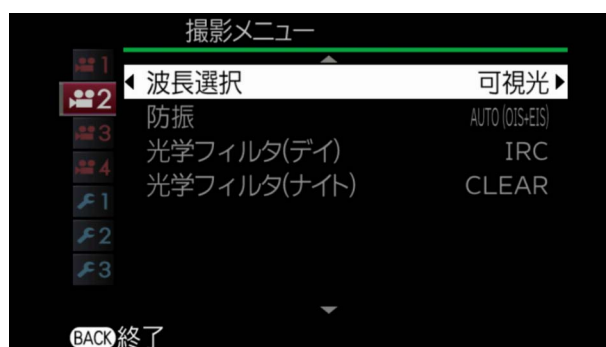 撮影メニュー
1
2
3
4
1
2
3
波長選択 可視光
防振 AUTO (OIS+EIS)
光学フィルタ(デイ) IRC
光学フィルタ(ナイト) CLEAR
BACK 終了